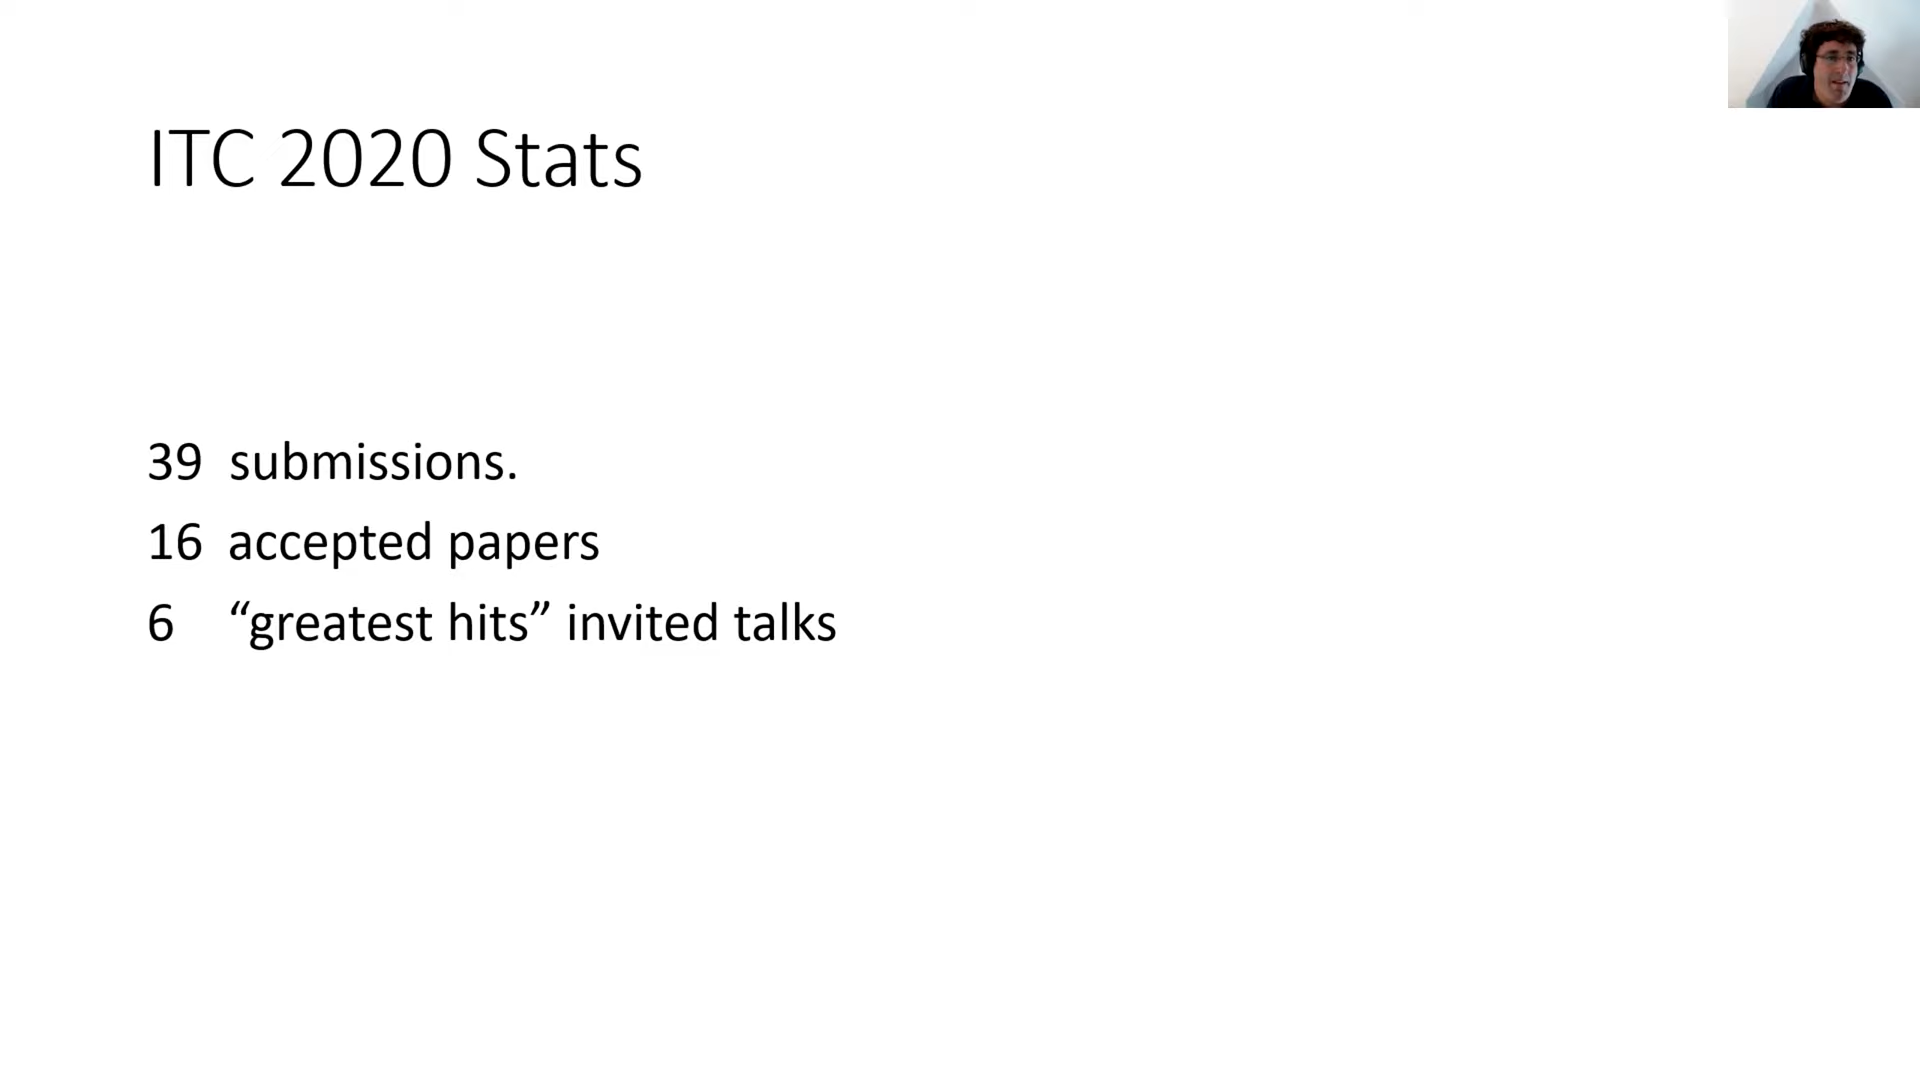 ITC 2020 Stats
39 submissions.
16 accepted papers
6 “greatest hits” invited talks